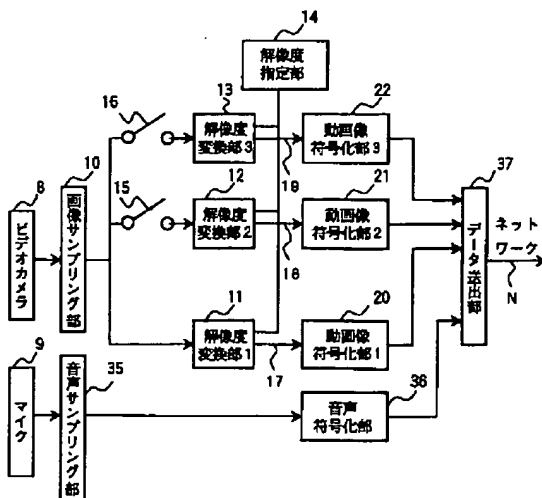 14
解像度
指定部
16
13
解像度
変換部3
19
22
動画像
符号化部3
37
データ送出部
ネット
ワーク
N
8
ビデオカメラ
10
画像サンプリング部
15
12
解像度
変換部2
18
21
動画像
符号化部2
11
解像度
変換部1
17
20
動画像
符号化部1
9
マイク
35
音声サンプリング部
36
音声
符号化部